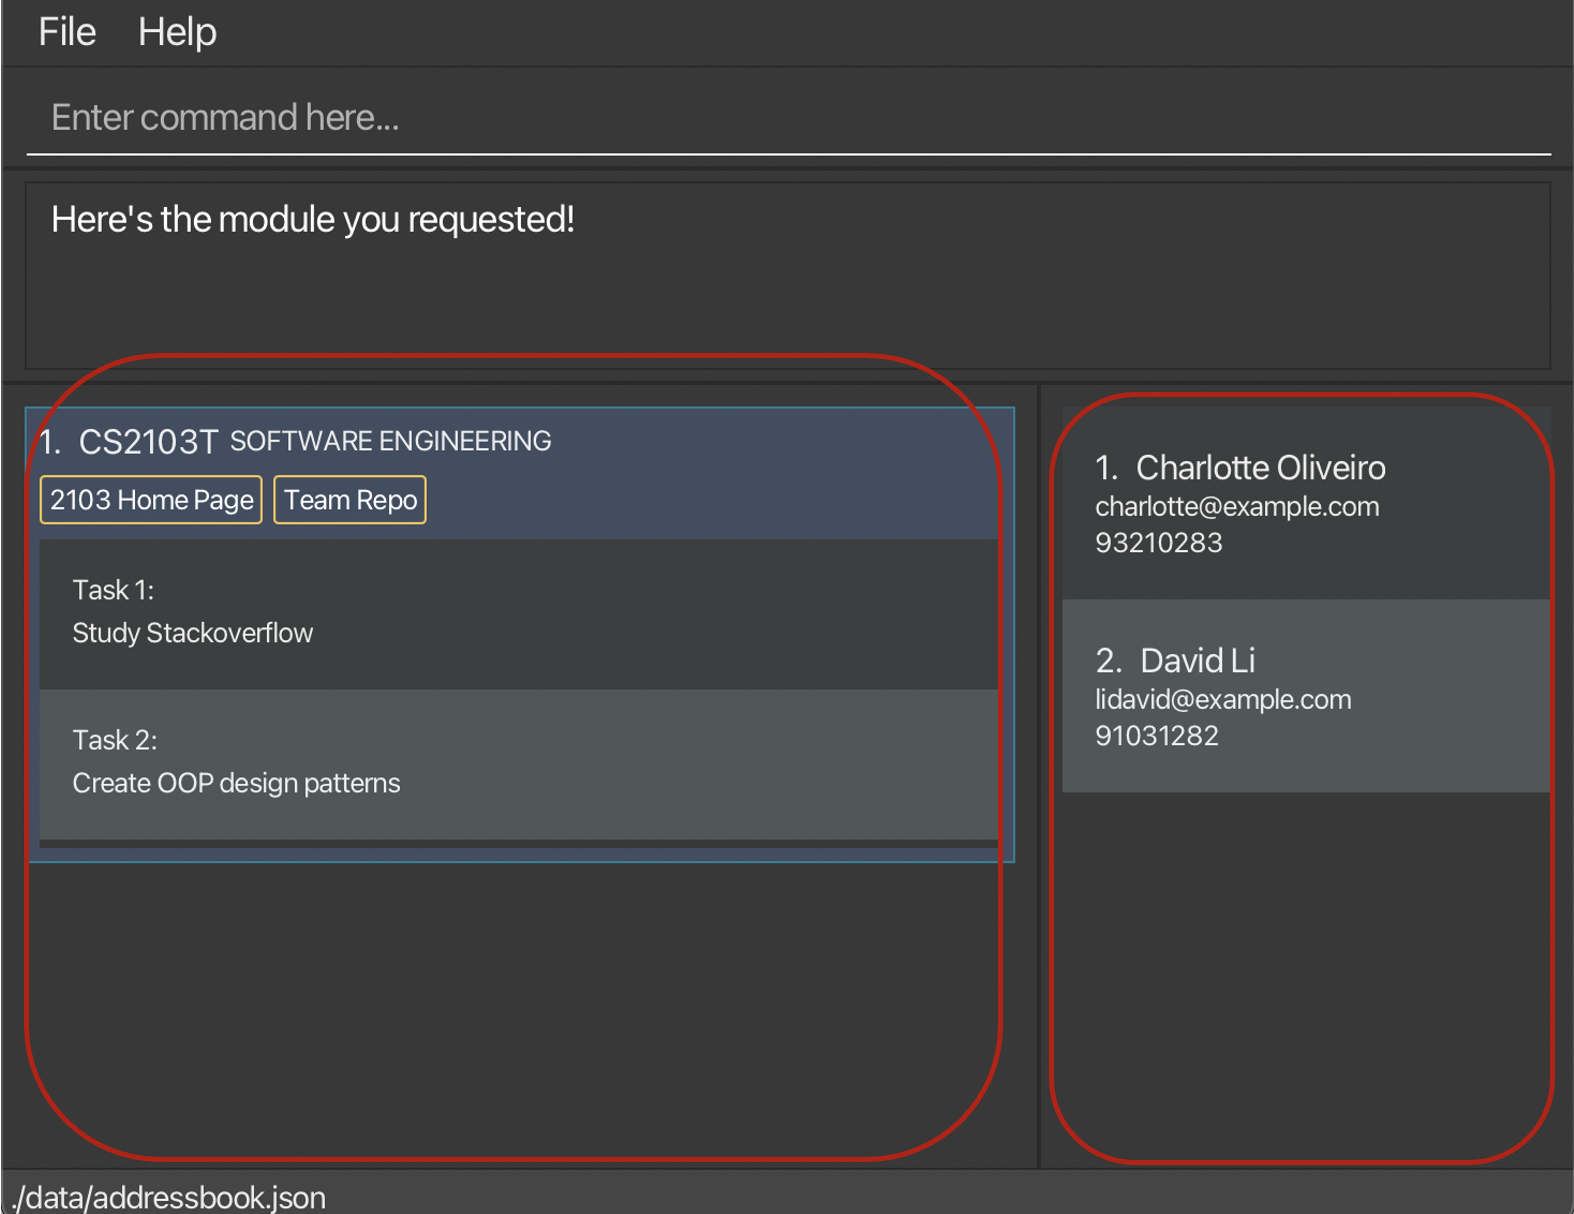 File Help
Enter command here...
Here's the module you requested!
1. CS2103T SOFTWARE ENGINEERING
2103 Home Page Team Repo
Task 1:
Study Stackoverflow
Task 2:
Create OOP design patterns
1. Charlotte Oliveiro
charlotte@example.com
93210283
2. David Li
lidavid@example.com
91031282
./data/addressbook.json